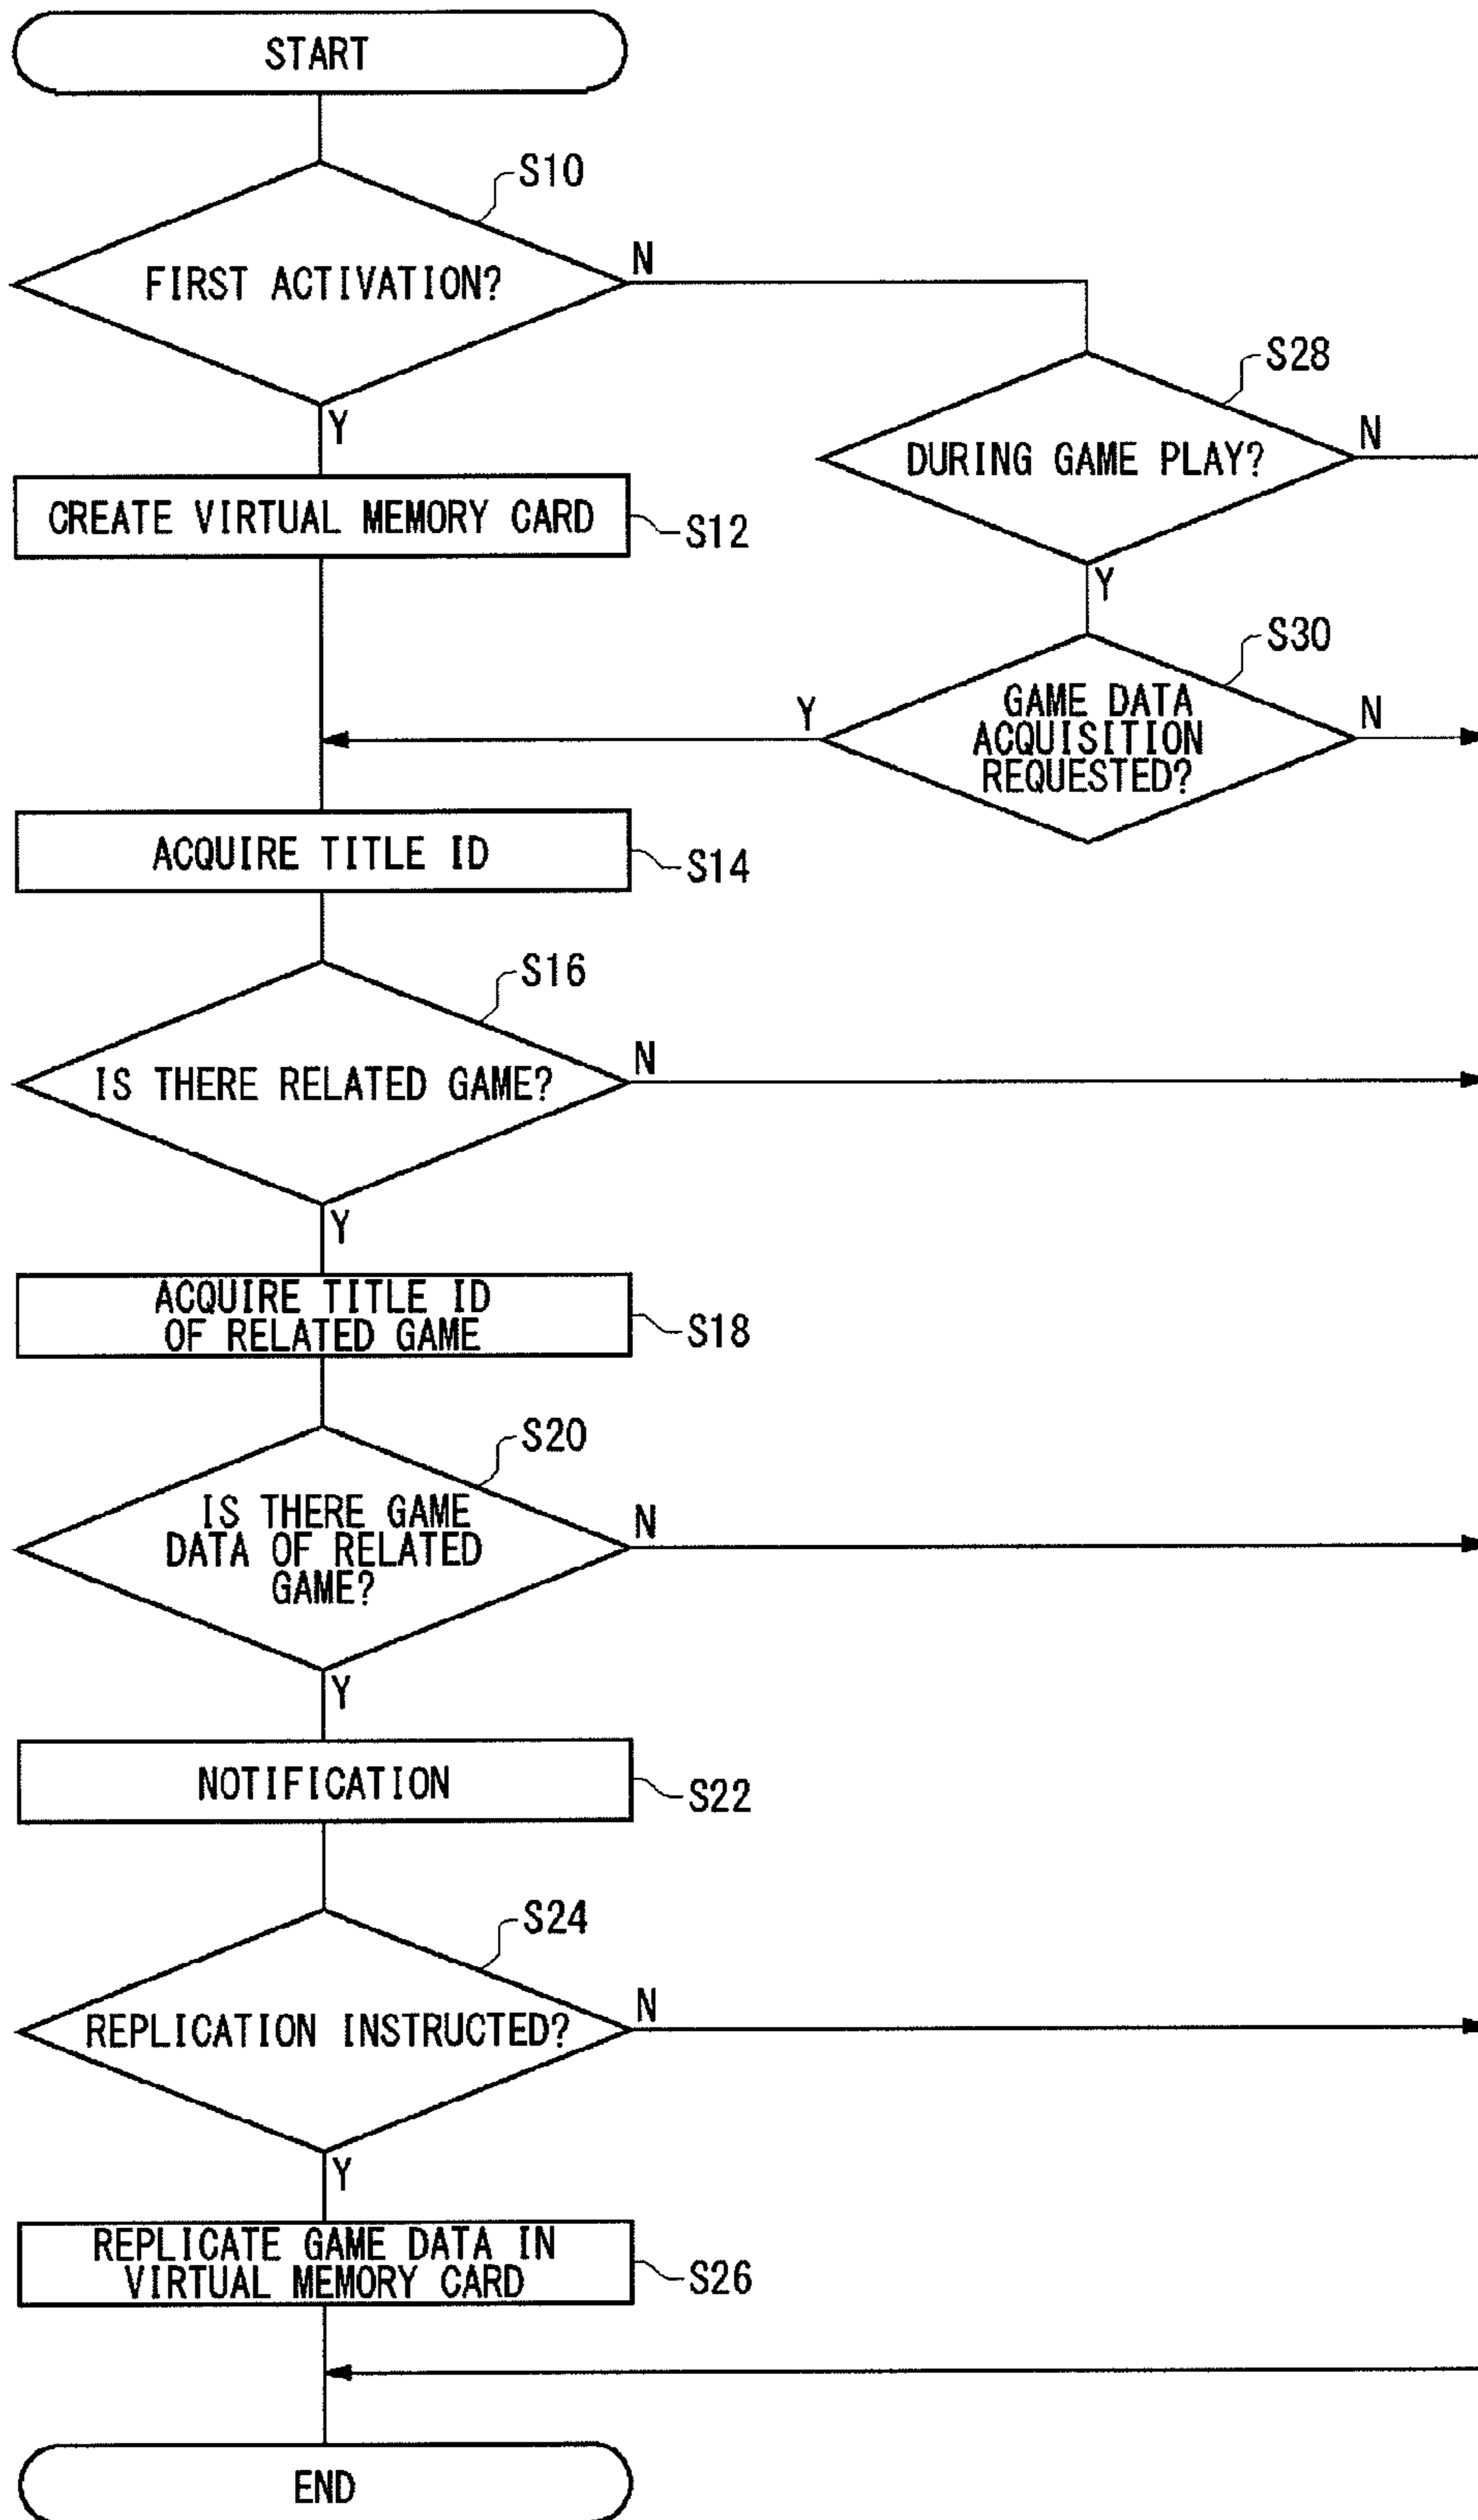 START
S10
FIRST ACTIVATION?
N
Y
S28
DURING GAME PLAY?
N
Y
CREATE VIRTUAL MEMORY CARD
S12
S30
GAME DATA
ACQUISITION
REQUESTED?
Y
N
ACQUIRE TITLE ID
S14
S16
IS THERE RELATED GAME?
N
Y
ACQUIRE TITLE ID
OF RELATED GAME
S18
S20
IS THERE GAME
DATA OF RELATED
GAME?
N
Y
NOTIFICATION
S22
S24
REPLICATION INSTRUCTED?
N
Y
REPLICATE GAME DATA IN
VIRTUAL MEMORY CARD
S26
END